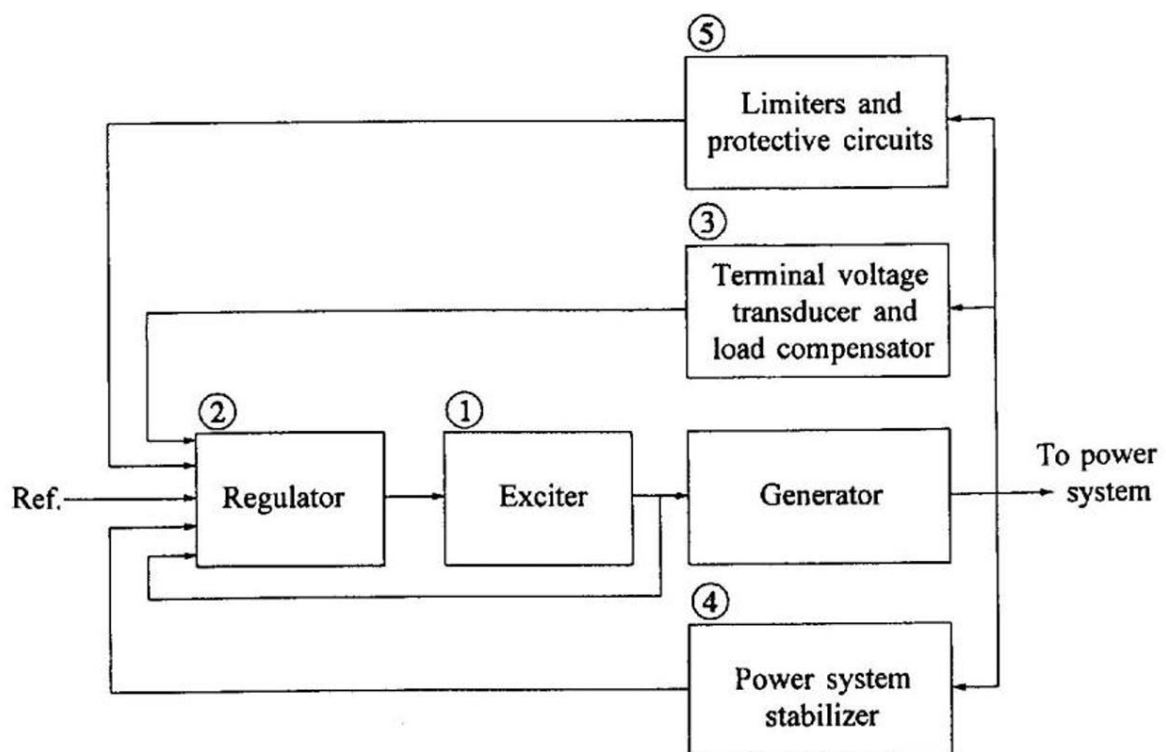 ⑤
Limiters and
protective circuits
③
Terminal voltage
transducer and
load compensator
②
Regulator
①
Exciter
Generator
Ref.
To power
system
④
Power system
stabilizer